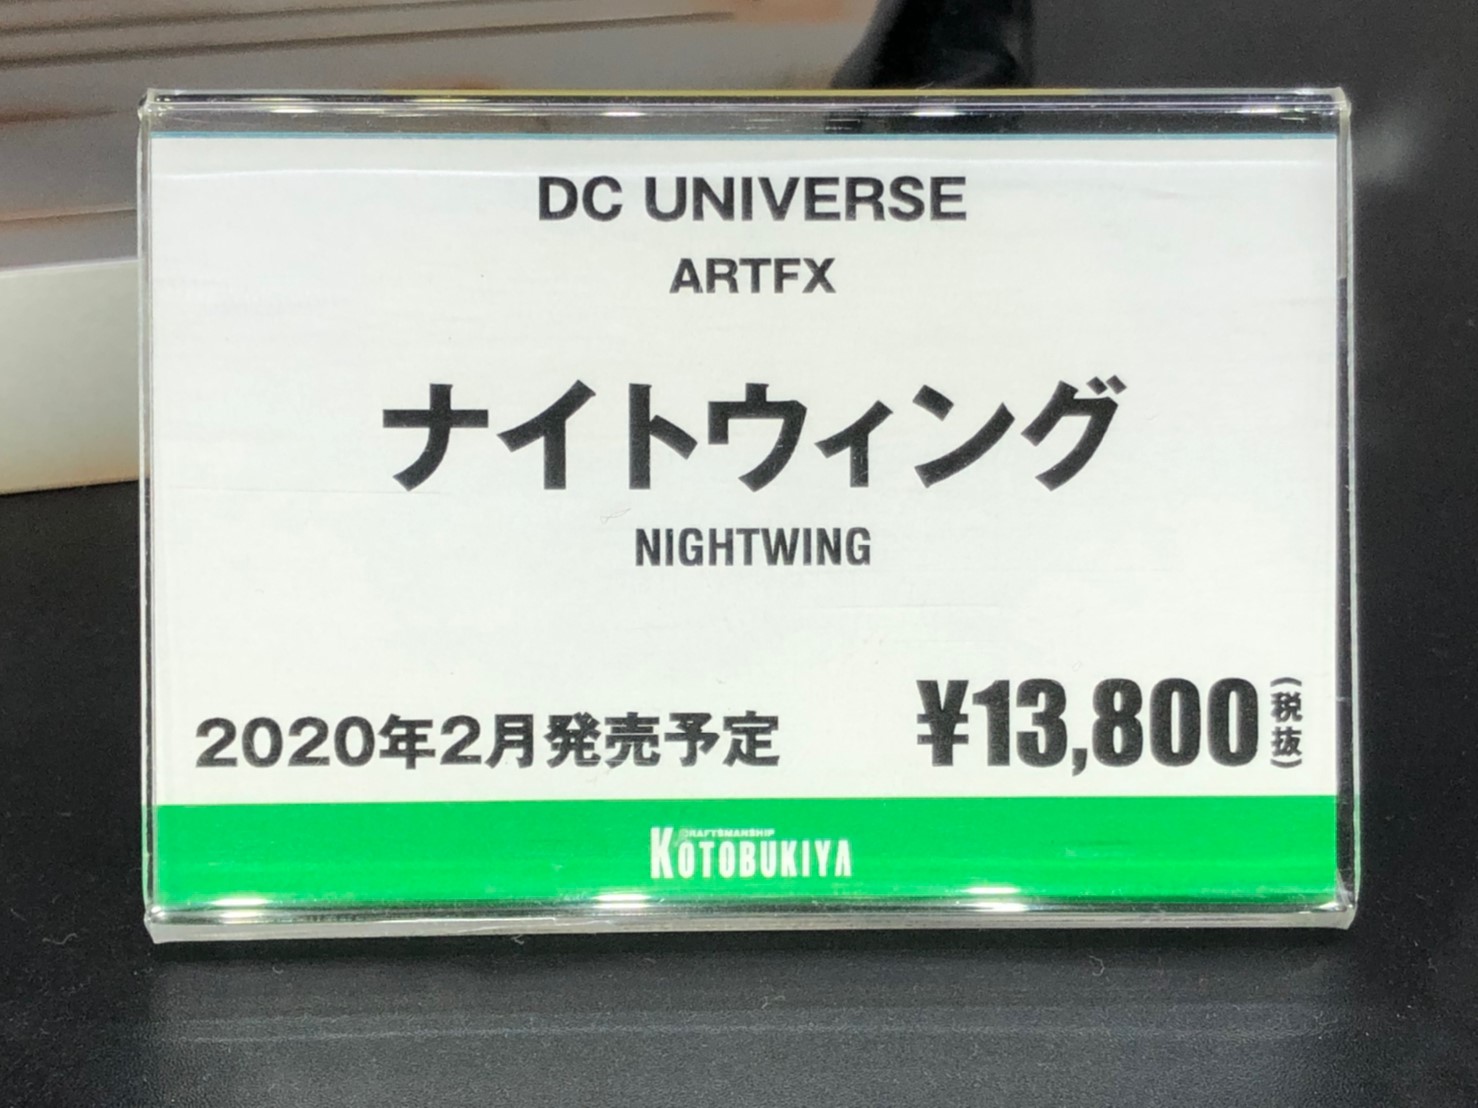 DC UNIVERSE
ARTFX
ナイトウィング
NIGHTWING
2020年2月発売予定
¥13,800(税抜)
CRAFTSMANSHIP
KOTOBUKIYA